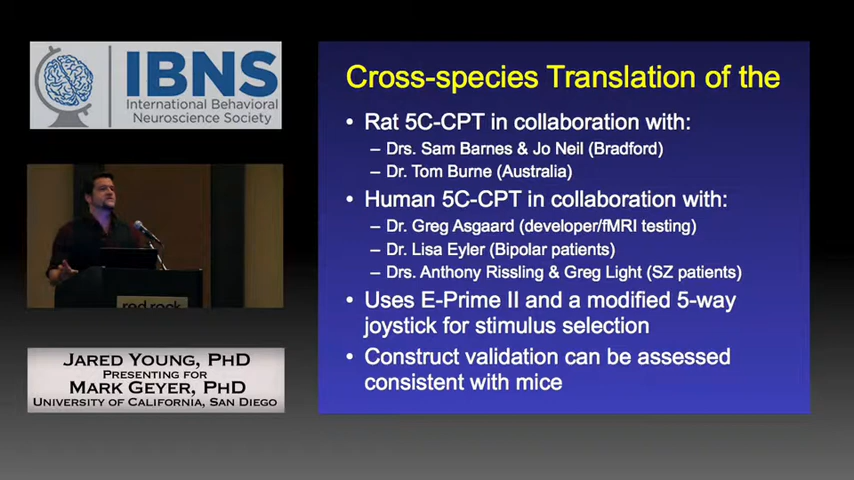 IBNS
International Behavioral
Neuroscience Society
Cross-species Translation of the
• Rat 5C-CPT in collaboration with:
– Drs. Sam Barnes & Jo Neil (Bradford)
– Dr. Tom Burne (Australia)
• Human 5C-CPT in collaboration with:
– Dr. Greg Asgaard (developer/fMRI testing)
– Dr. Lisa Eyler (Bipolar patients)
– Drs. Anthony Rissling & Greg Light (SZ patients)
• Uses E-Prime II and a modified 5-way
joystick for stimulus selection
• Construct validation can be assessed
consistent with mice
red rock
Jared Young, PhD
Presenting for
Mark Geyer, PhD
University of California, San Diego